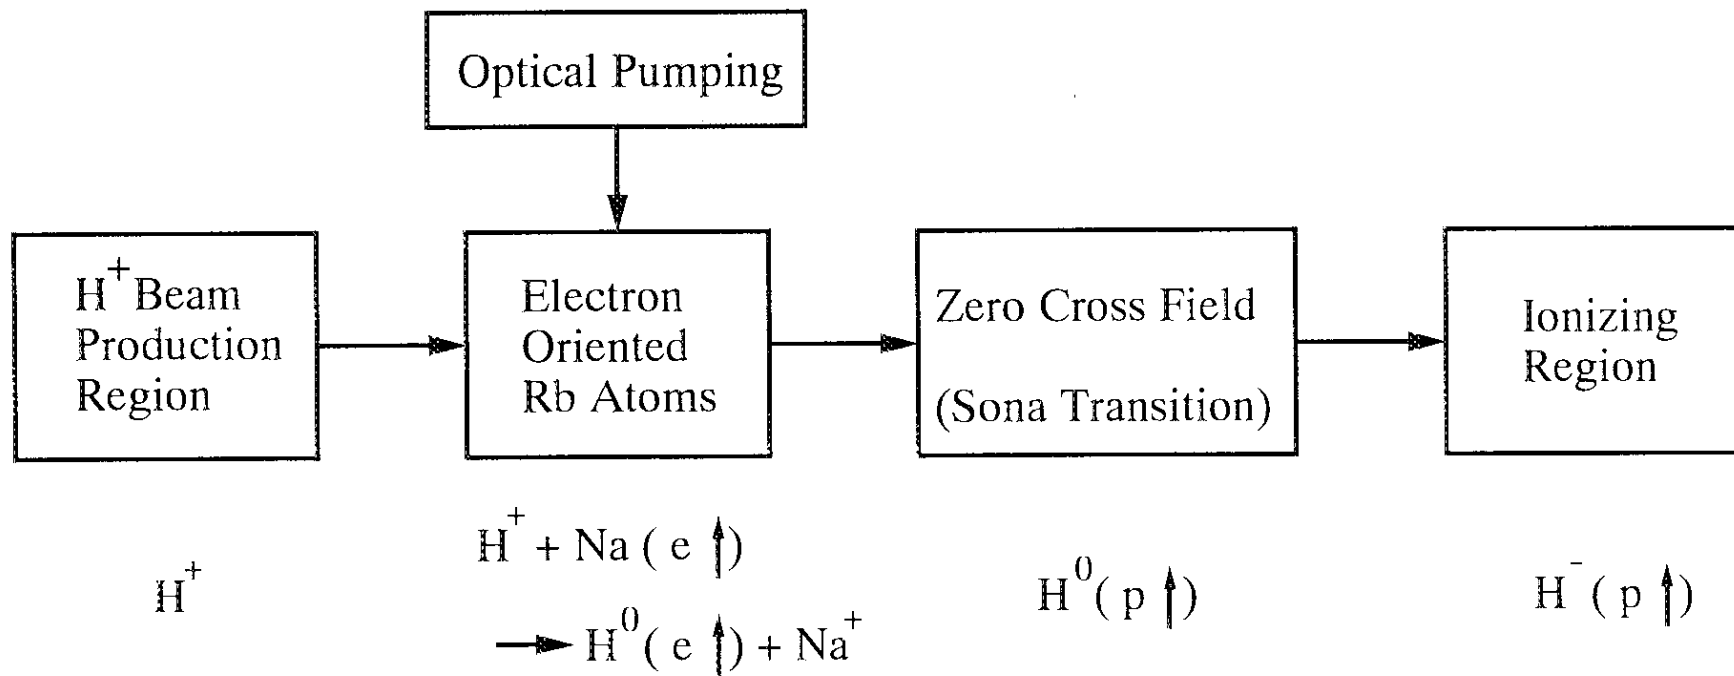 Optical Pumping
H⁺ Beam
Production
Region
Electron
Oriented
Rb Atoms
Zero Cross Field
(Sona Transition)
Ionizing
Region
H⁺
H⁺ + Na ( e ↑)
→ H⁰( e ↑) + Na⁺
H⁰( p ↑)
H⁻( p ↑)